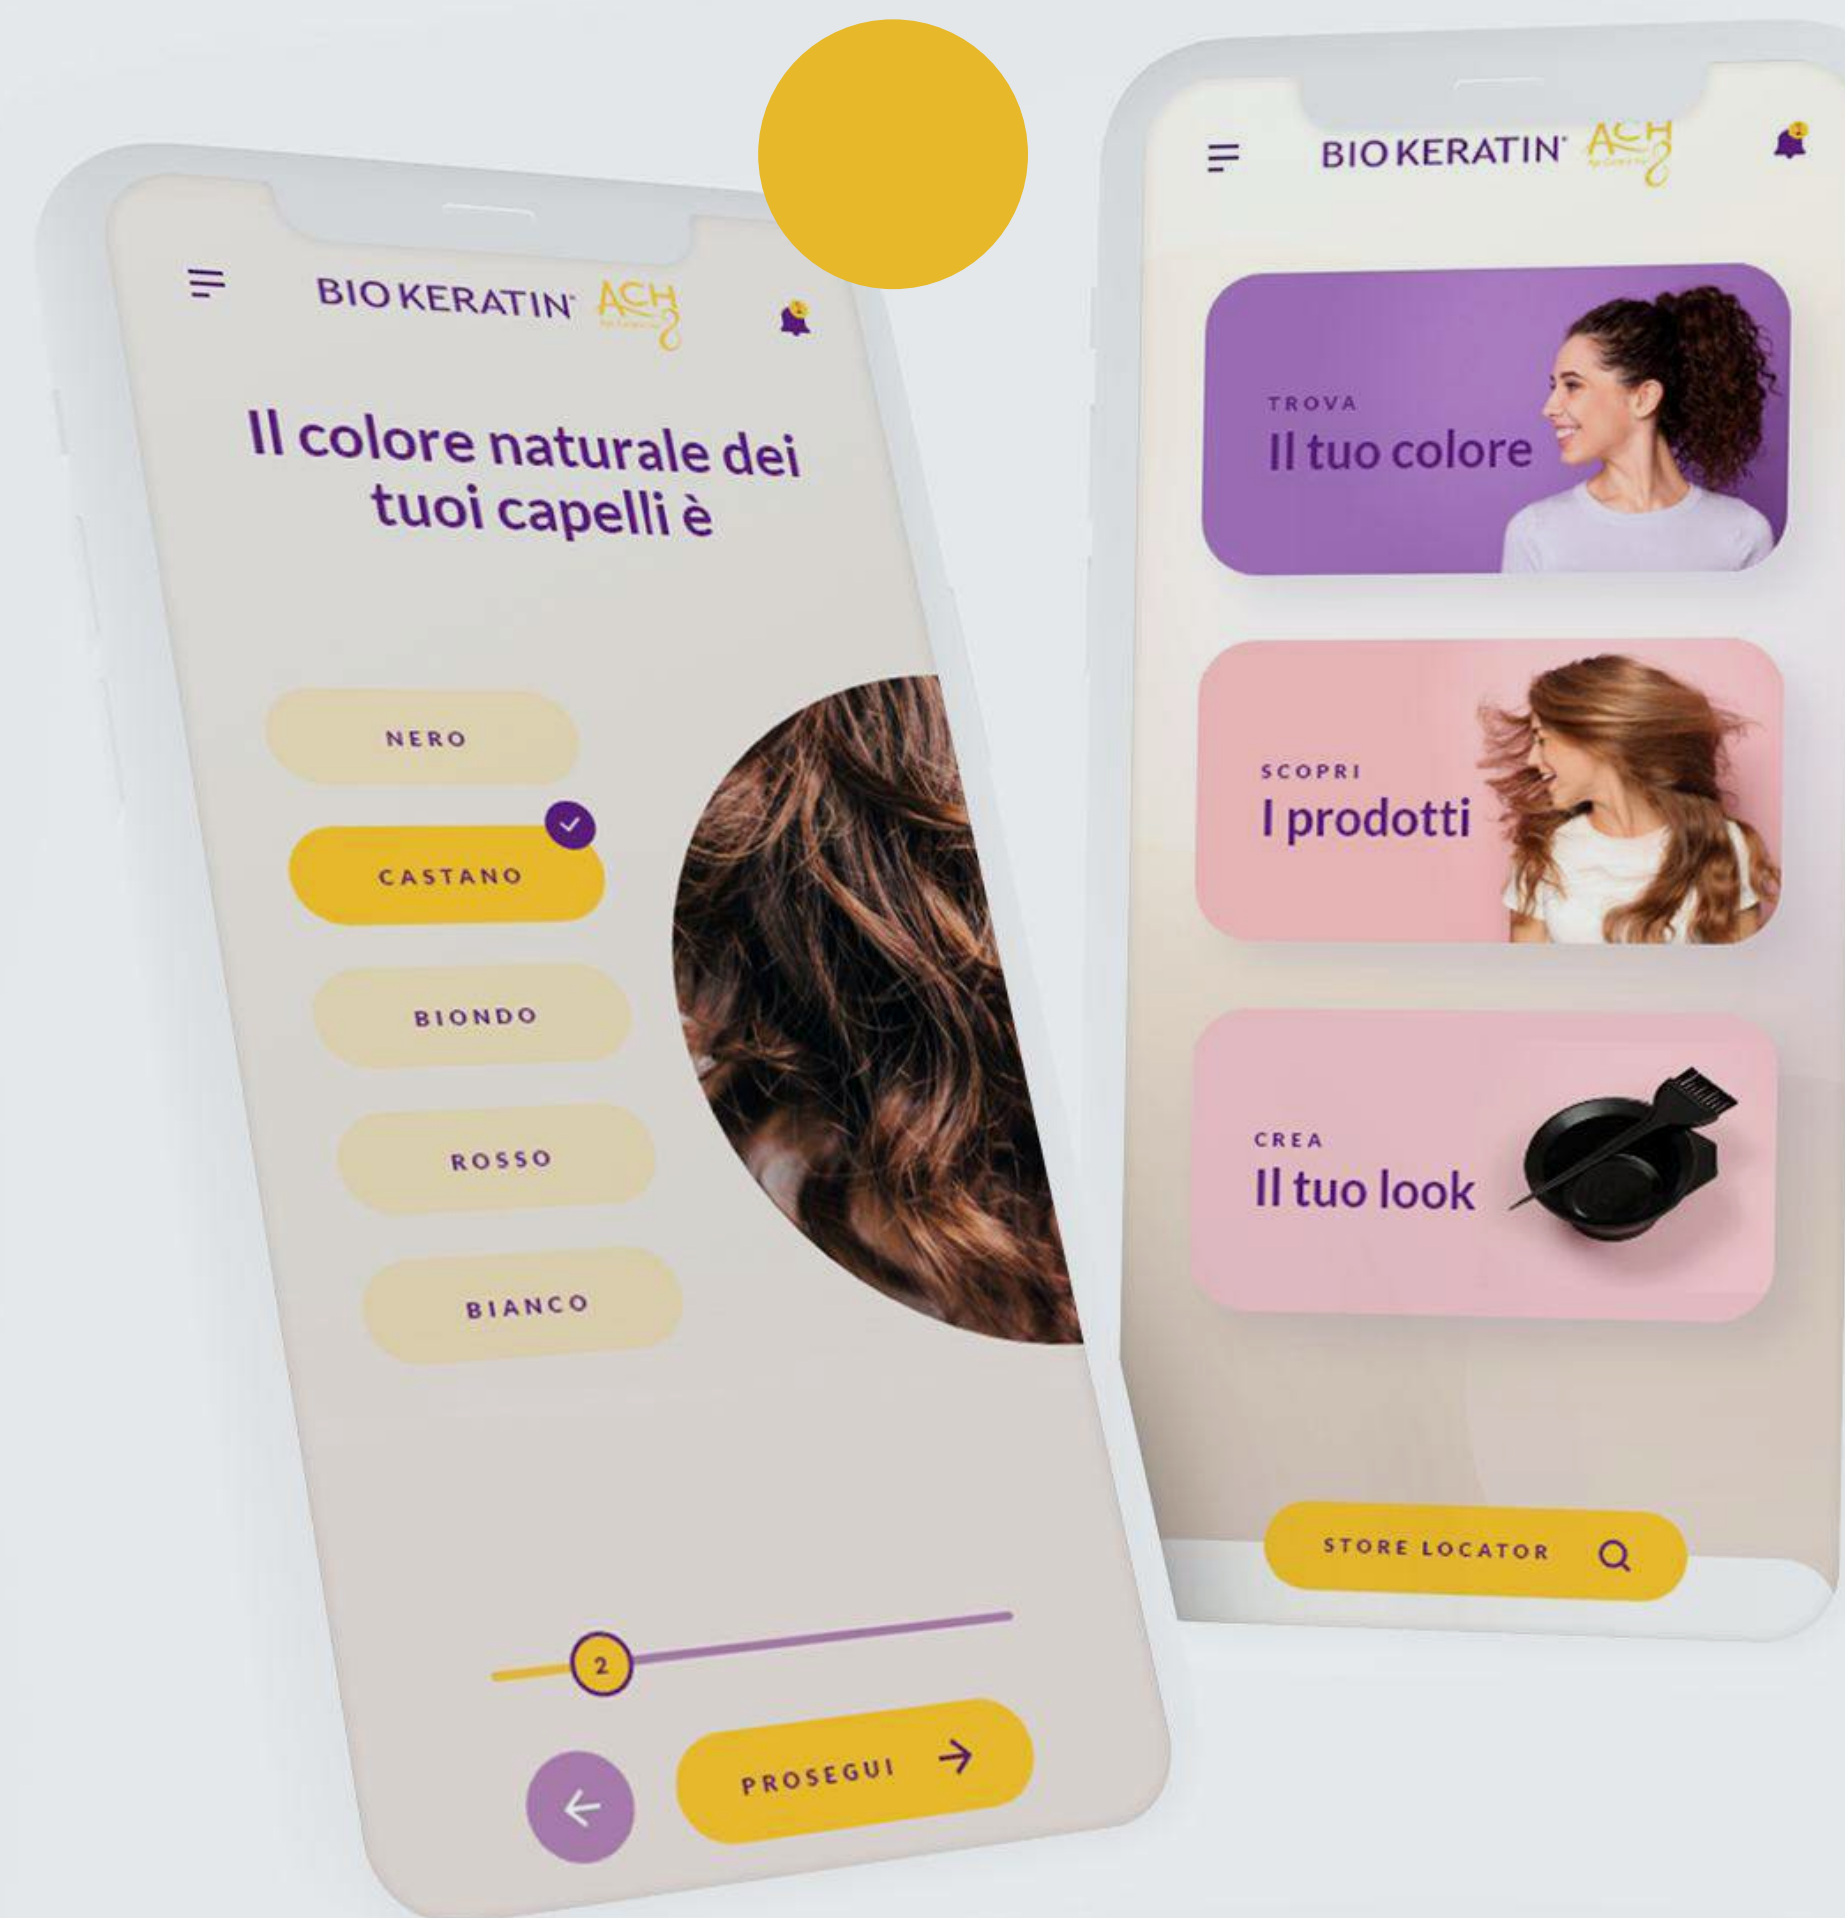 BIOKERATIN ACH
Il colore naturale dei
tuoi capelli è
NERO
CASTANO
BIONDO
ROSSO
BIANCO
2
PROSEGUI
BIOKERATIN ACH
TROVA
Il tuo colore
SCOPRI
I prodotti
CREA
Il tuo look
STORE LOCATOR